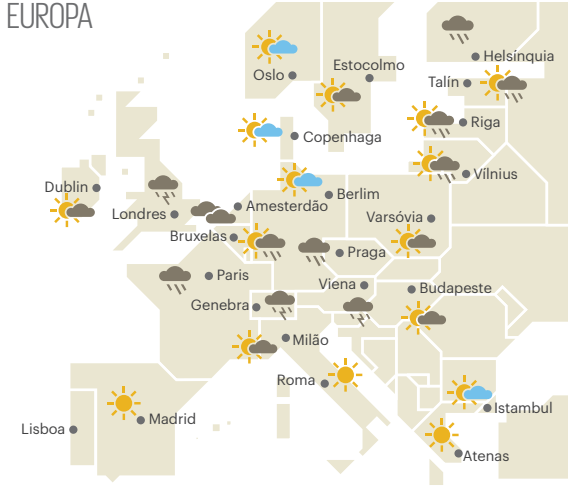 EUROPA
Helsínquia
Estocolmo
Oslo
Talín
Riga
Copenhaga
Vílnius
Dublin
Berlim
Amesterdão
Londres
Varsóvia
Bruxelas
Praga
Paris
Viena
Budapeste
Genebra
Milão
Roma
Istambul
Madrid
Lisboa
Atenas